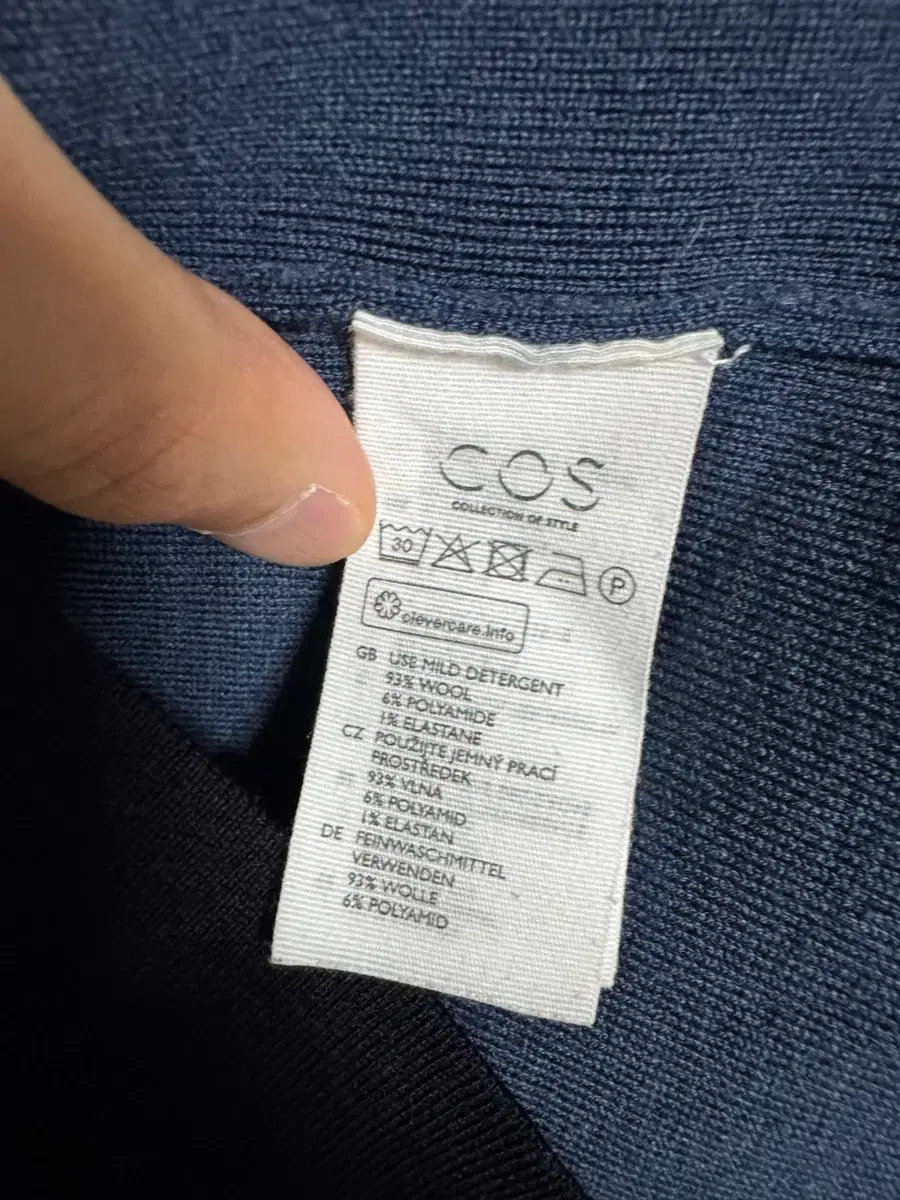 COS
COLLECTION OF STYLE
30 P
clevercare.info
GB USE MILD DETERGENT
93% WOOL
6% POLYAMIDE
1% ELASTANE
CZ POUŽIJTE JEMNÝ PRACÍ
PROSTŘEDEK
93% VLNA
6% POLYAMID
1% ELASTAN
DE FEINWASCHMITTEL
VERWENDEN
93% WOLLE
6% POLYAMID